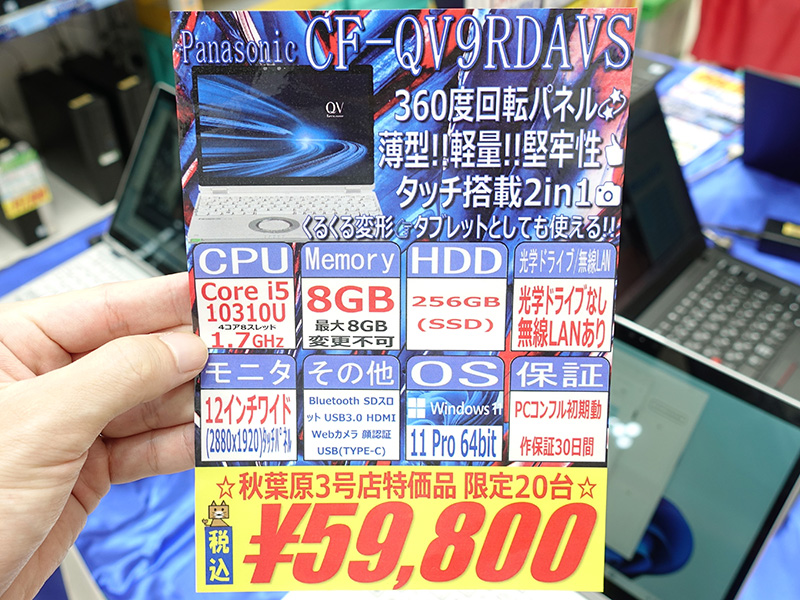 Panasonic CF-QV9RDAVS
QV
360度回転パネル
薄型!!軽量!!堅牢性
タッチ搭載2in1
くるくる変形☞タブレットとしても使える!!
CPU
Core i5
10310U
4コア8スレッド
1.7GHz
Memory
8GB
最大8GB
変更不可
HDD
256GB
(SSD)
光学ドライブ/無線LAN
光学ドライブなし
無線LANあり
モニタ
12インチワイド
(2880x1920)タッチパネル
その他
Bluetooth SDスロ
ット USB3.0 HDMI
Webカメラ 顔認証
USB(TYPE-C)
OS
Windows 11
11 Pro 64bit
保証
PCコンフル初期動
作保証30日間
☆秋葉原3号店特価品 限定20台☆
税込
¥59,800